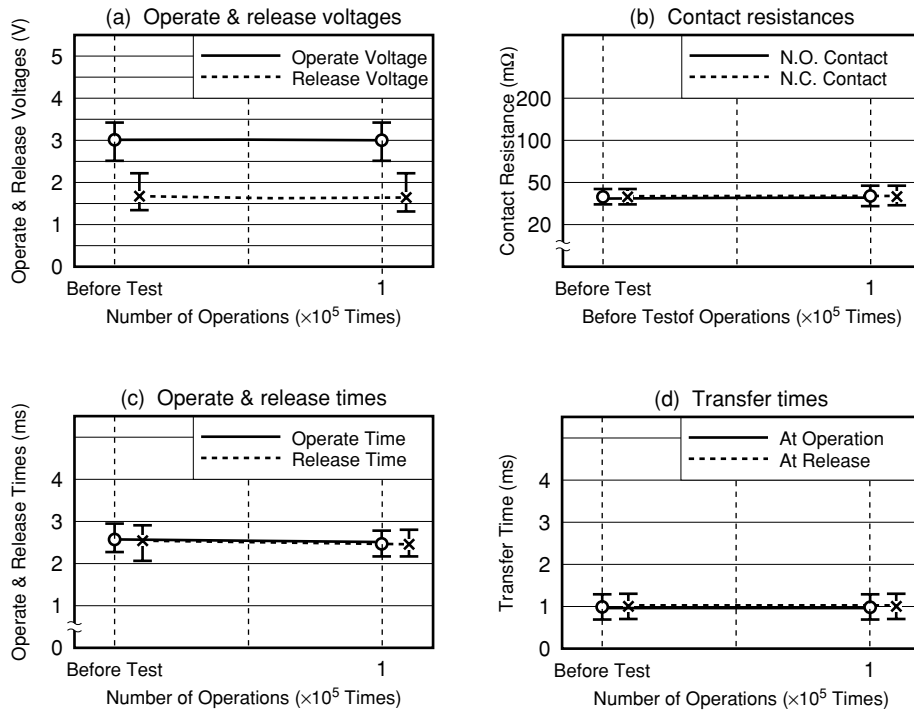 (a) Operate & release voltages
Operate & Release Voltages (V)
5
4
3
2
1
0
Operate Voltage
Release Voltage
Before Test
1
Number of Operations (×10⁵ Times)
(b) Contact resistances
Contact Resistance (mΩ)
200
100
50
20
N.O. Contact
N.C. Contact
Before Test
1
Before Testof Operations (×10⁵ Times)
(c) Operate & release times
Operate & Release Times (ms)
4
3
2
1
0
Operate Time
Release Time
Before Test
1
Number of Operations (×10⁵ Times)
(d) Transfer times
Transfer Time (ms)
4
3
2
1
0
At Operation
At Release
Before Test
1
Number of Operations (×10⁵ Times)